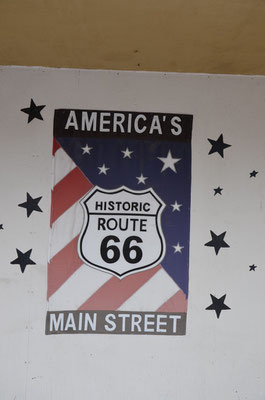 AMERICA'S
HISTORIC
ROUTE
66
MAIN STREET